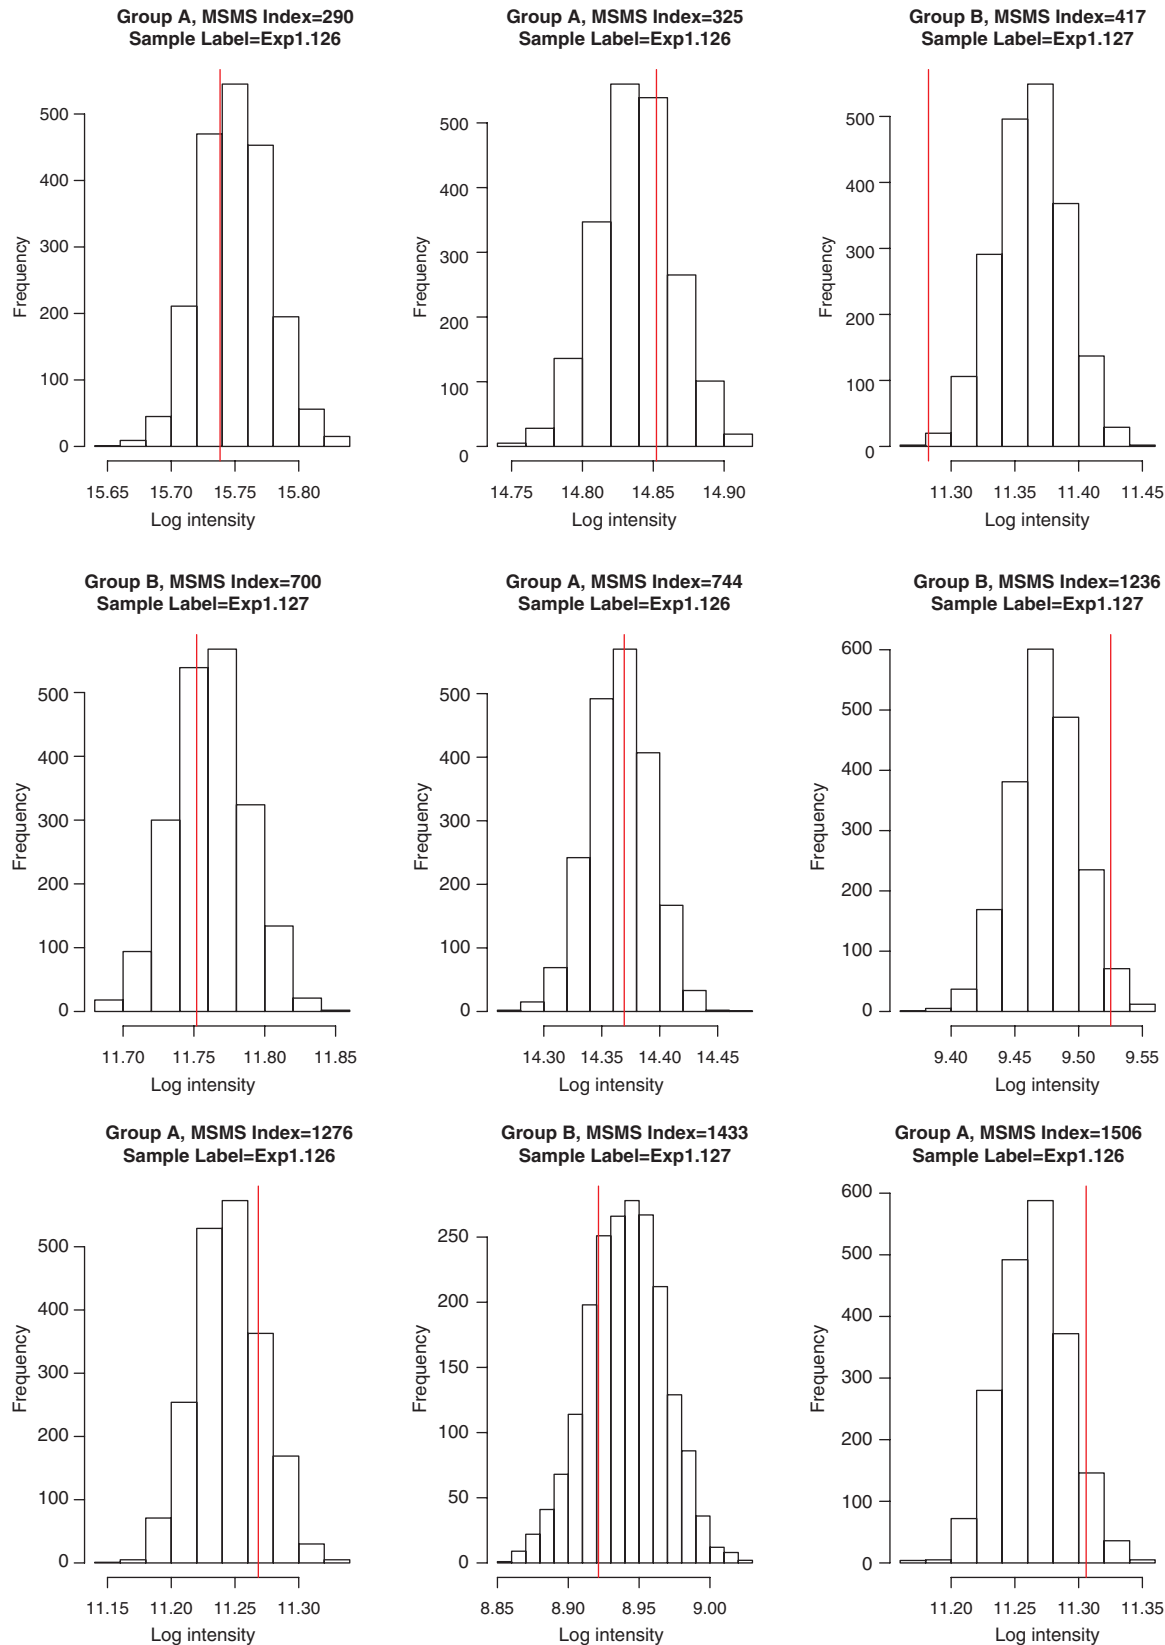 Group A, MSMS Index=290
Sample Label=Exp1.126
500
400
300
200
100
0
Frequency
15.65 15.70 15.75 15.80
Log intensity
Group A, MSMS Index=325
Sample Label=Exp1.126
500
400
300
200
100
0
Frequency
14.75 14.80 14.85 14.90
Log intensity
Group B, MSMS Index=417
Sample Label=Exp1.127
500
400
300
200
100
0
Frequency
11.30 11.35 11.40 11.45
Log intensity
Group B, MSMS Index=700
Sample Label=Exp1.127
500
400
300
200
100
0
Frequency
11.70 11.75 11.80 11.85
Log intensity
Group A, MSMS Index=744
Sample Label=Exp1.126
500
400
300
200
100
0
Frequency
14.30 14.35 14.40 14.45
Log intensity
Group B, MSMS Index=1236
Sample Label=Exp1.127
600
500
400
300
200
100
0
Frequency
9.40 9.45 9.50 9.55
Log intensity
Group A, MSMS Index=1276
Sample Label=Exp1.126
500
400
300
200
100
0
Frequency
11.15 11.20 11.25 11.30
Log intensity
Group B, MSMS Index=1433
Sample Label=Exp1.127
250
200
150
100
50
0
Frequency
8.85 8.90 8.95 9.00
Log intensity
Group A, MSMS Index=1506
Sample Label=Exp1.126
600
500
400
300
200
100
0
Frequency
11.20 11.25 11.30 11.35
Log intensity